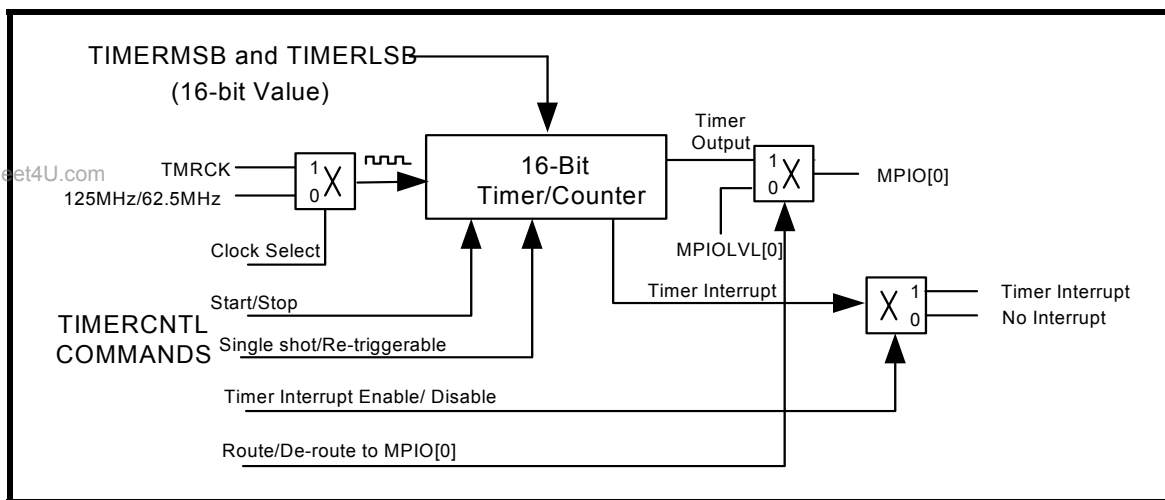 TIMERMSB and TIMERLSB
(16-bit Value)
Timer
Output
1
0
X
MPIO[0]
eet4U.com
TMRCK
125MHz/62.5MHz
1
0
X
16-Bit
Timer/Counter
Clock Select
MPIOLVL[0]
Start/Stop
Timer Interrupt
X
1
0
Timer Interrupt
No Interrupt
TIMERCNTL
COMMANDS
Single shot/Re-triggerable
Timer Interrupt Enable/ Disable
Route/De-route to MPIO[0]